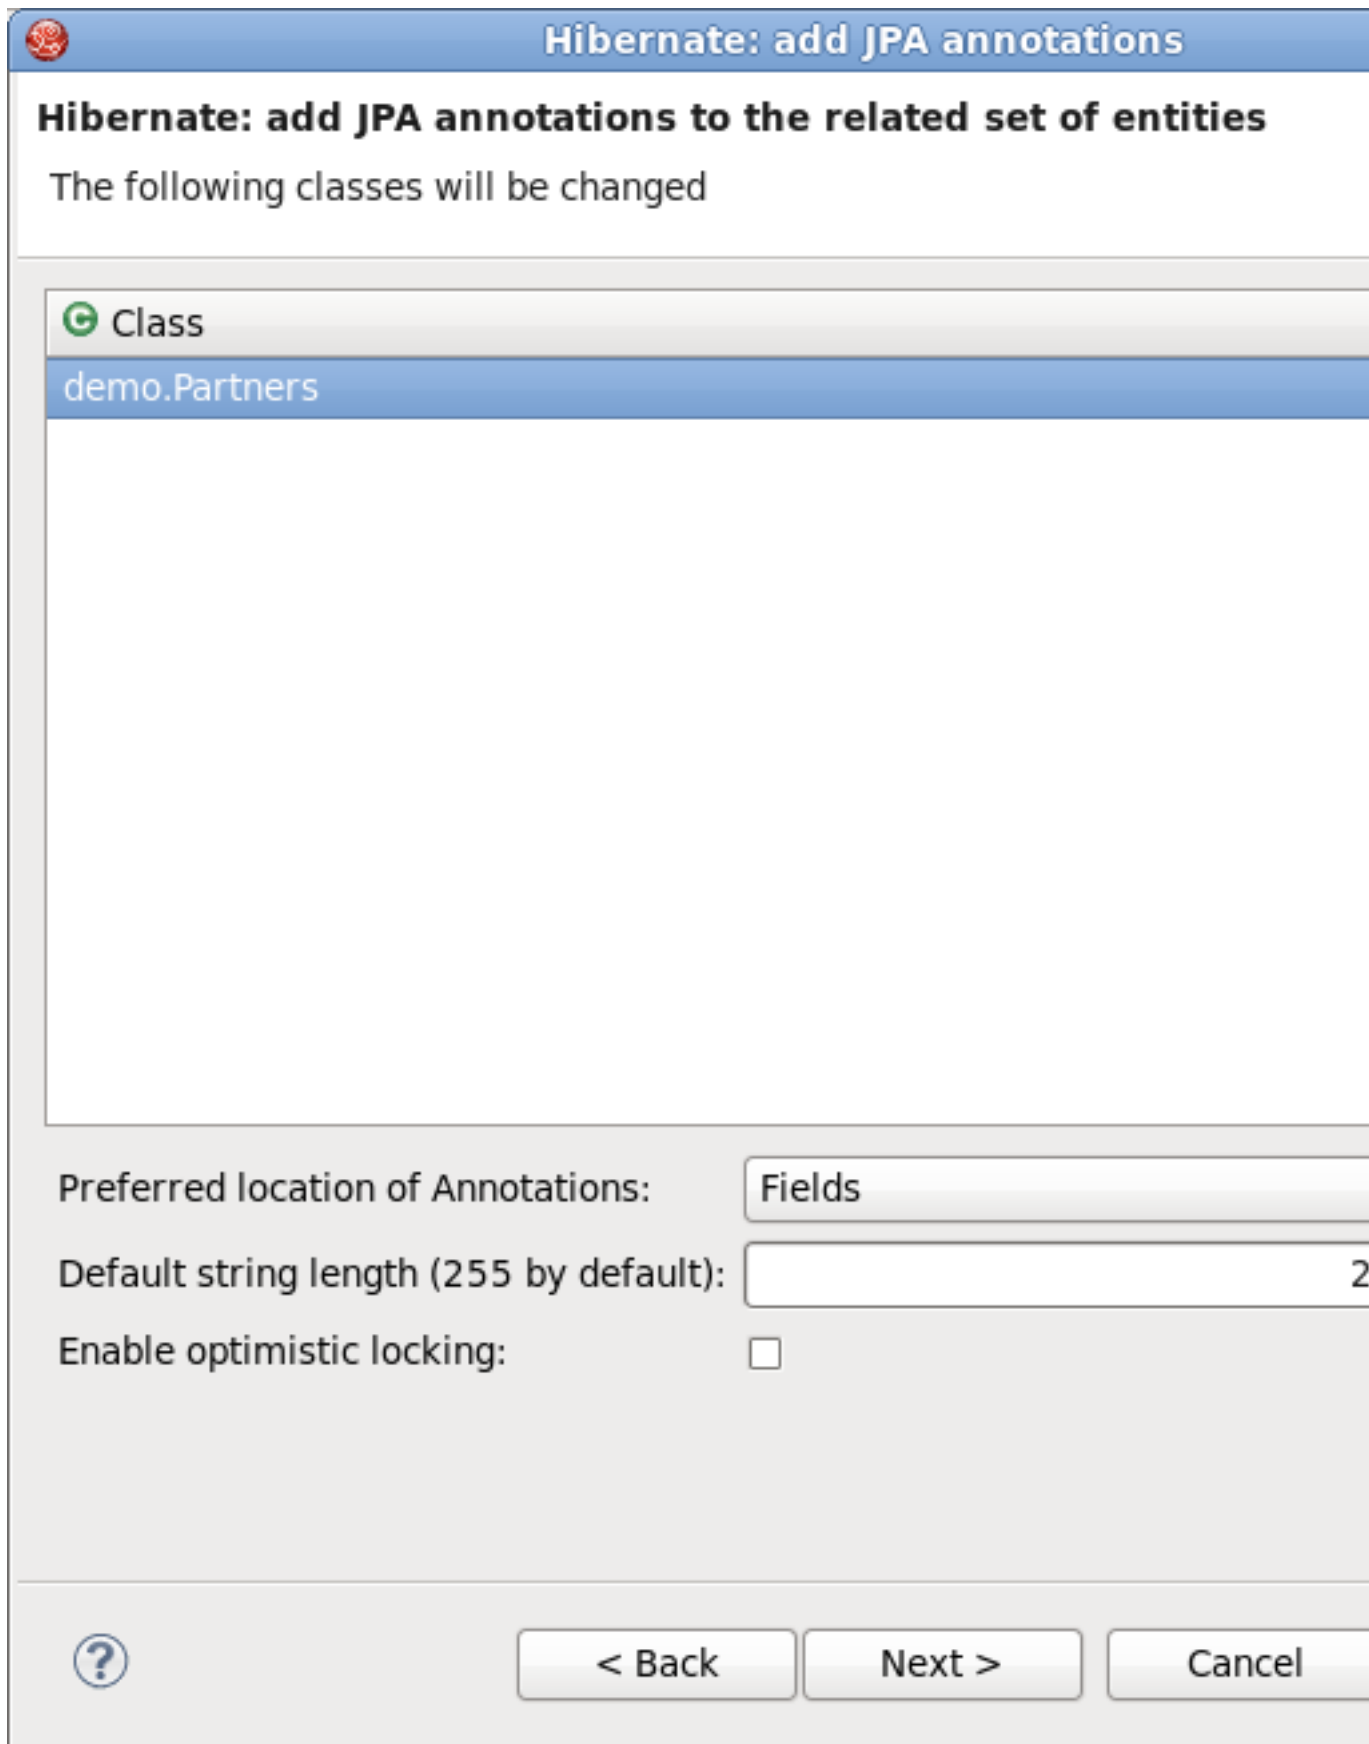 Hibernate: add JPA annotations
Hibernate: add JPA annotations to the related set of entities
The following classes will be changed
Class
demo.Partners
Preferred location of Annotations: Fields
Default string length (255 by default): 2
Enable optimistic locking:
< Back Next > Cancel